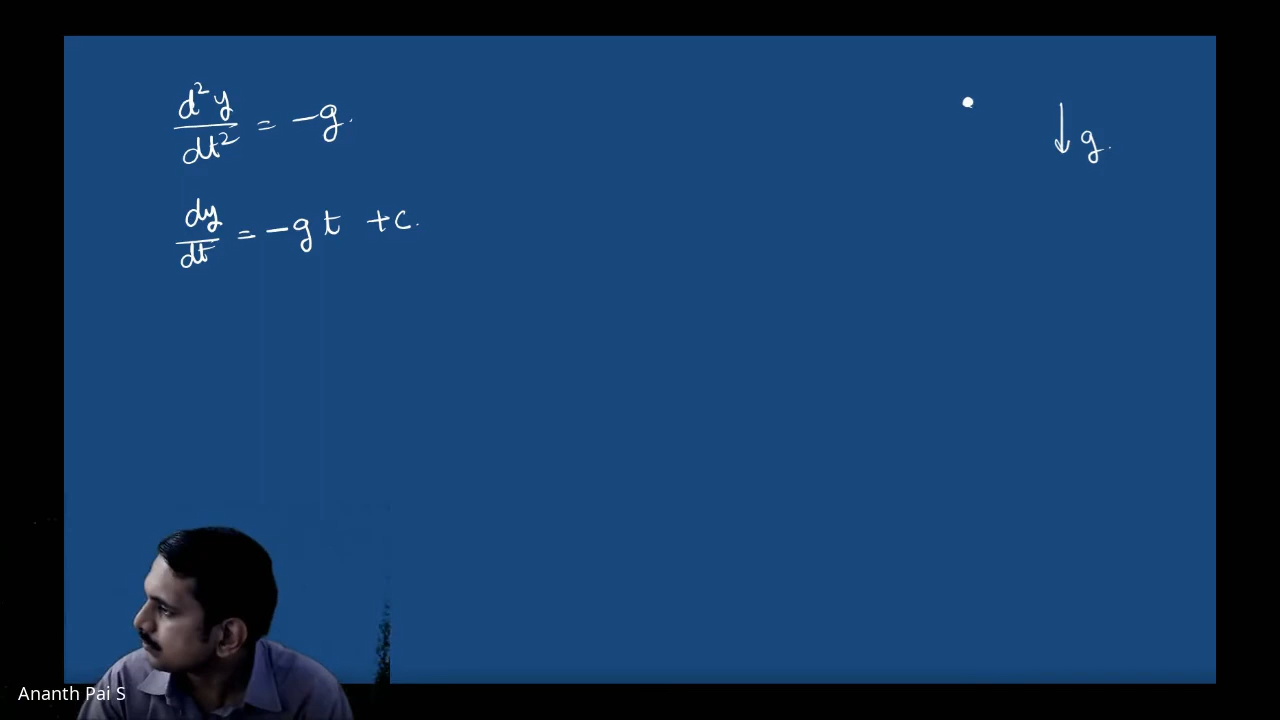 d²y/dt² = -g.
g.
dy/dt = -gt +c.
Ananth Pai S